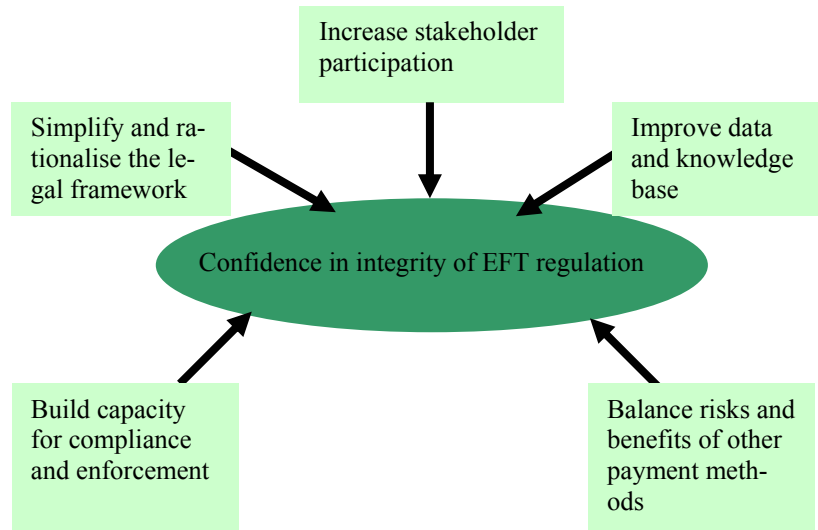 Increase stakeholder
participation
Simplify and ra-
tionalise the le-
gal framework
Improve data
and knowledge
base
Confidence in integrity of EFT regulation
Build capacity
for compliance
and enforcement
Balance risks and
benefits of other
payment meth-
ods